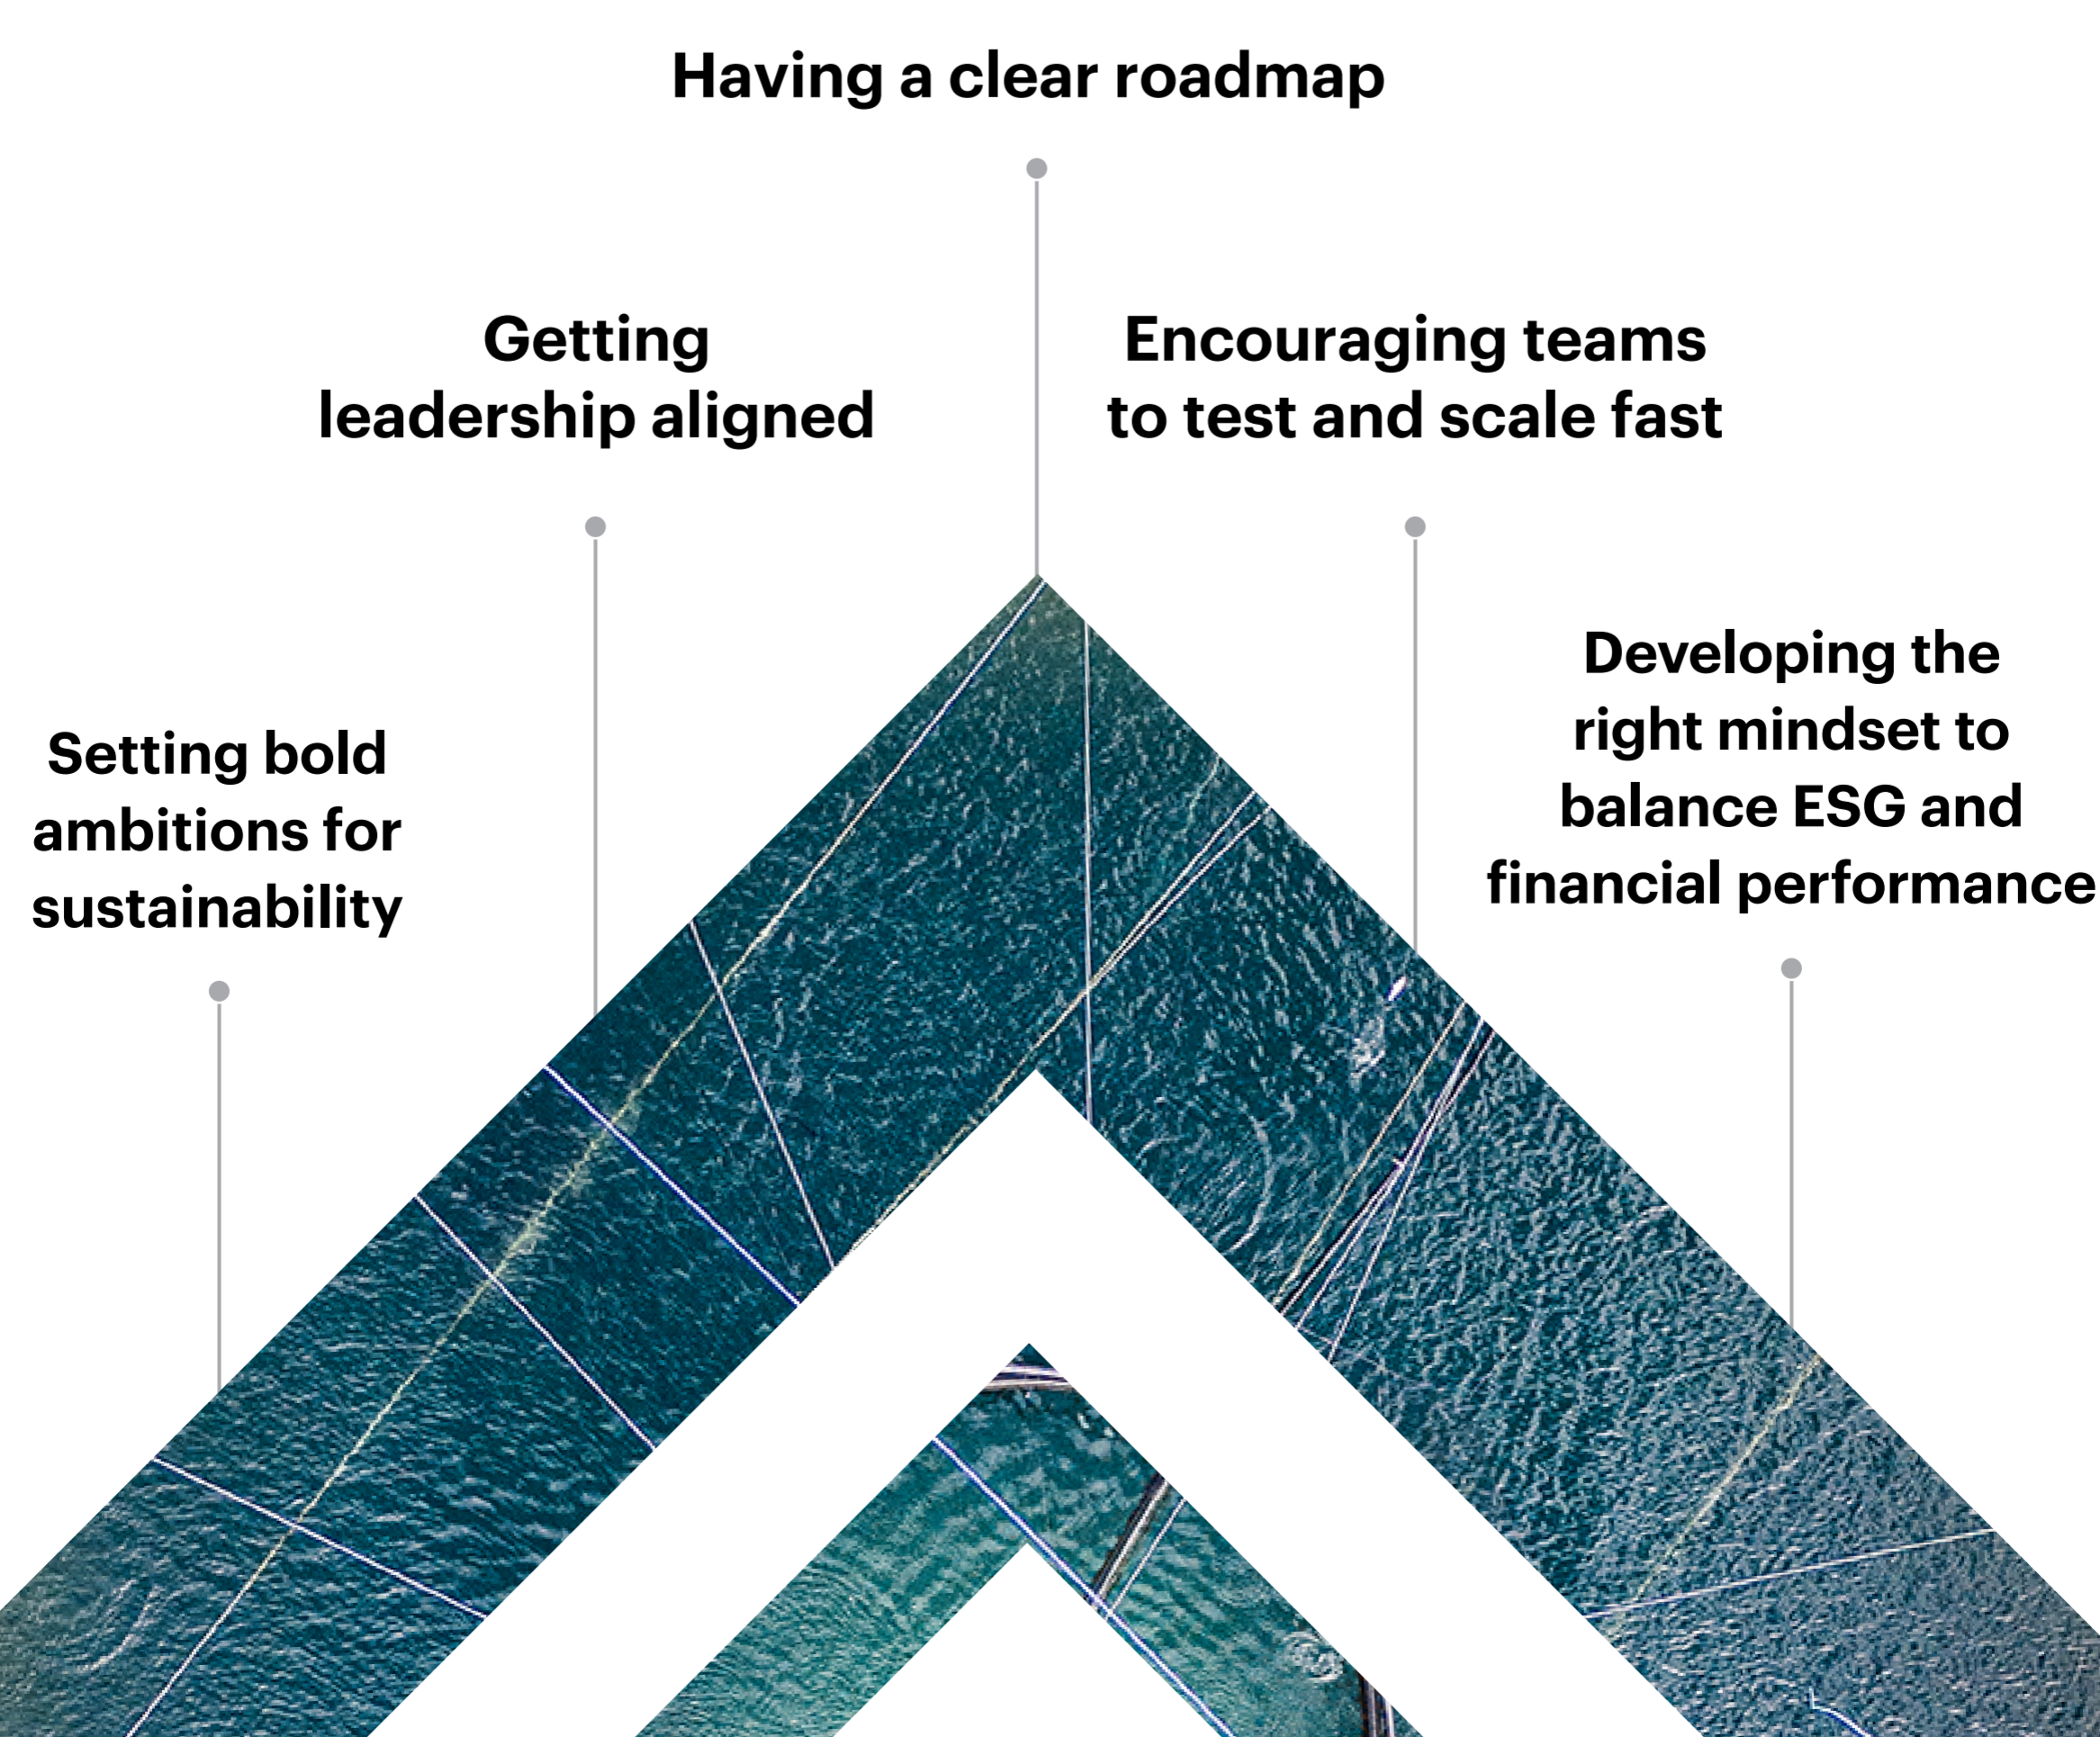 Having a clear roadmap
Getting
leadership aligned
Encouraging teams
to test and scale fast
Setting bold
ambitions for
sustainability
Developing the
right mindset to
balance ESG and
financial performance